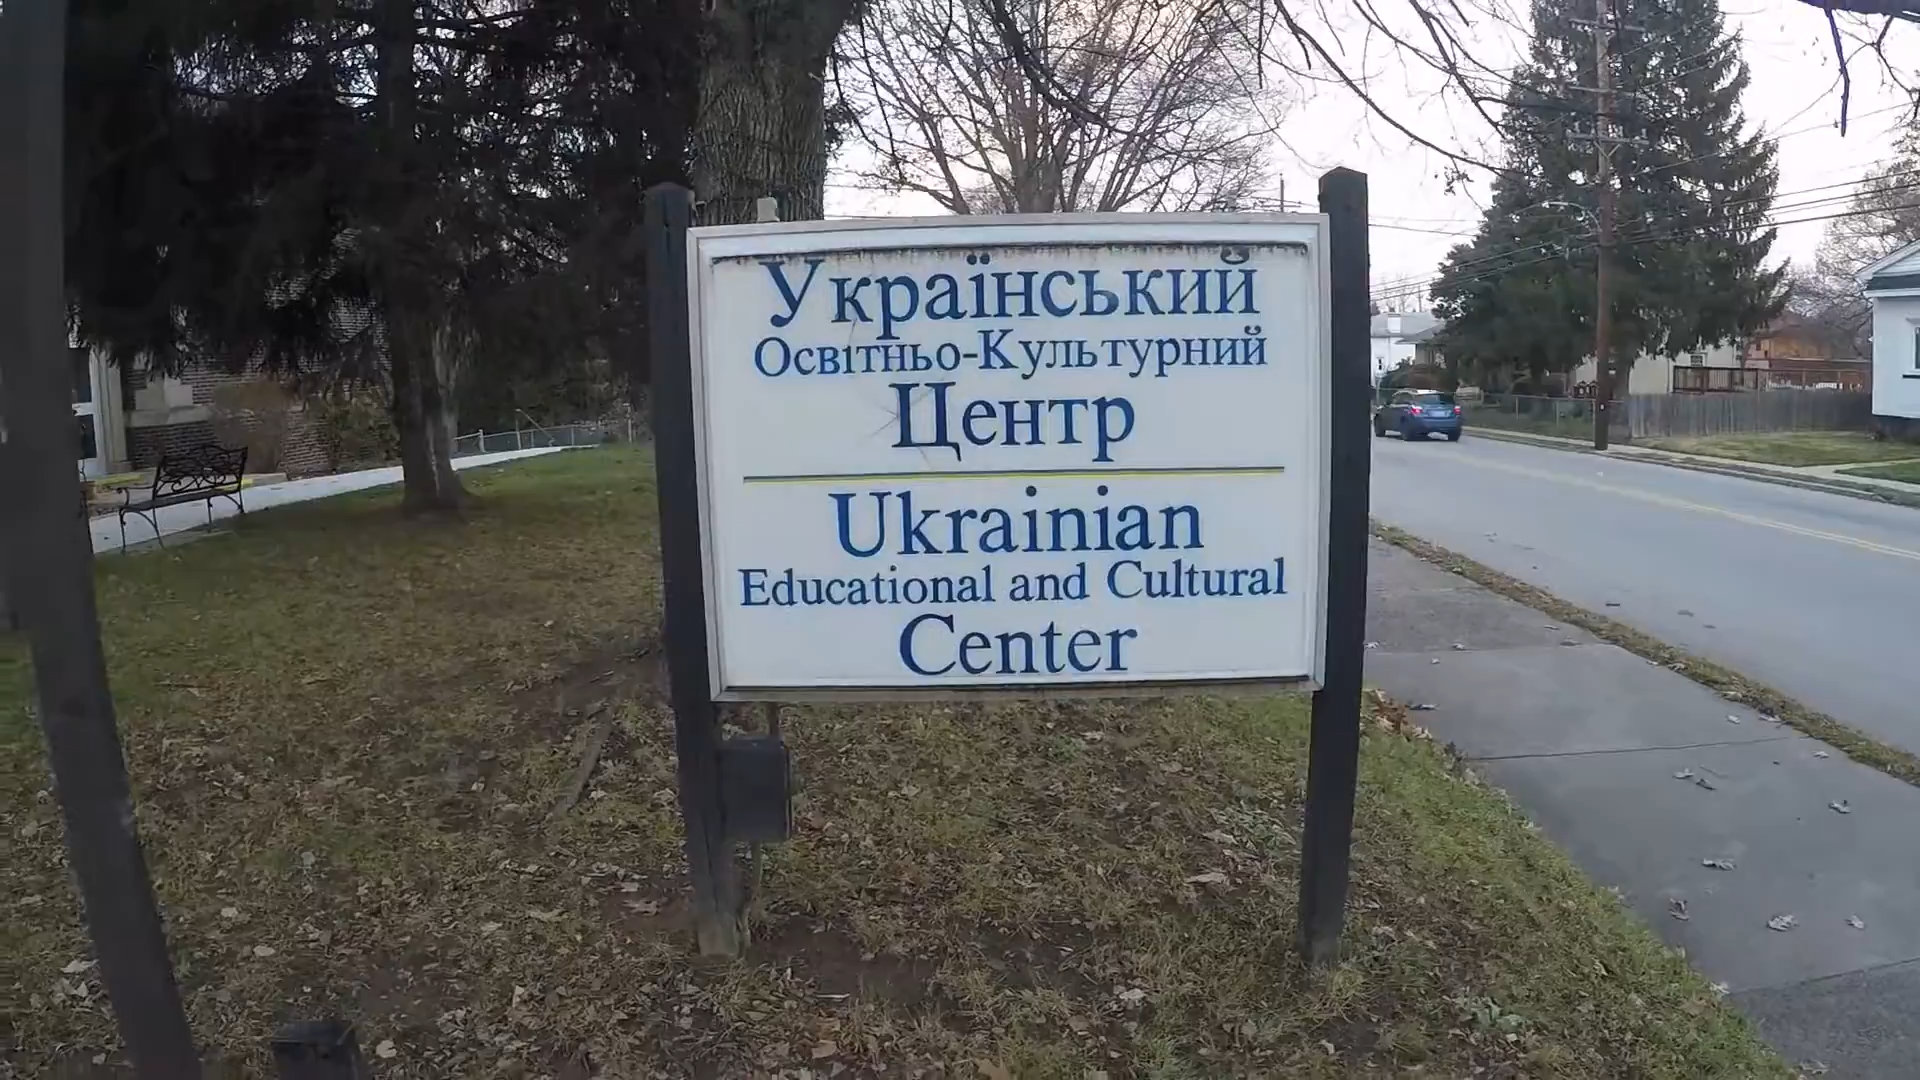 Український
Освітньо-Культурний
Центр
Ukrainian
Educational and Cultural
Center